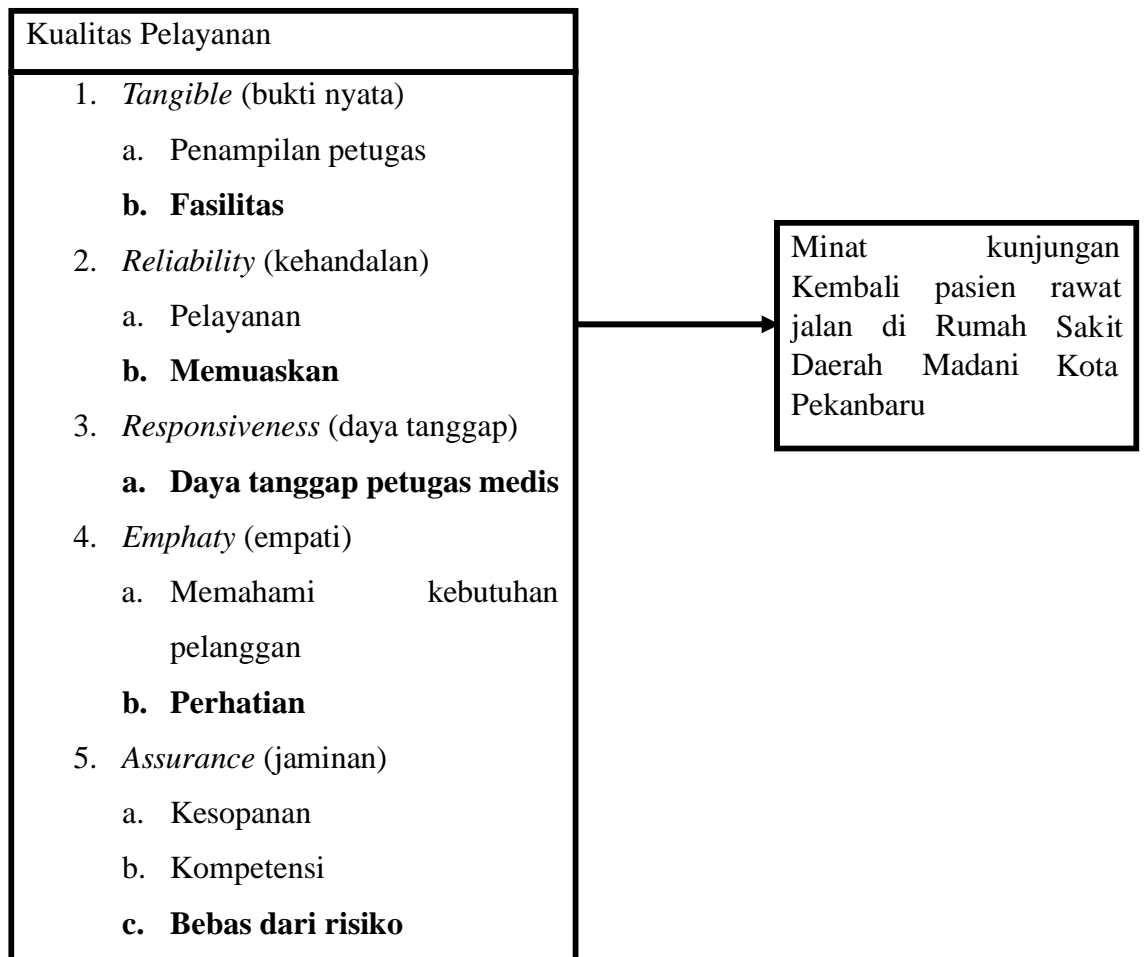 Kualitas Pelayanan
1. Tangible (bukti nyata)
a. Penampilan petugas
b. Fasilitas
2. Reliability (kehandalan)
a. Pelayanan
b. Memuaskan
3. Responsiveness (daya tanggap)
a. Daya tanggap petugas medis
4. Emphaty (empati)
a. Memahami kebutuhan
pelanggan
b. Perhatian
5. Assurance (jaminan)
a. Kesopanan
b. Kompetensi
c. Bebas dari risiko
Minat kunjungan
Kembali pasien rawat
jalan di Rumah Sakit
Daerah Madani Kota
Pekanbaru